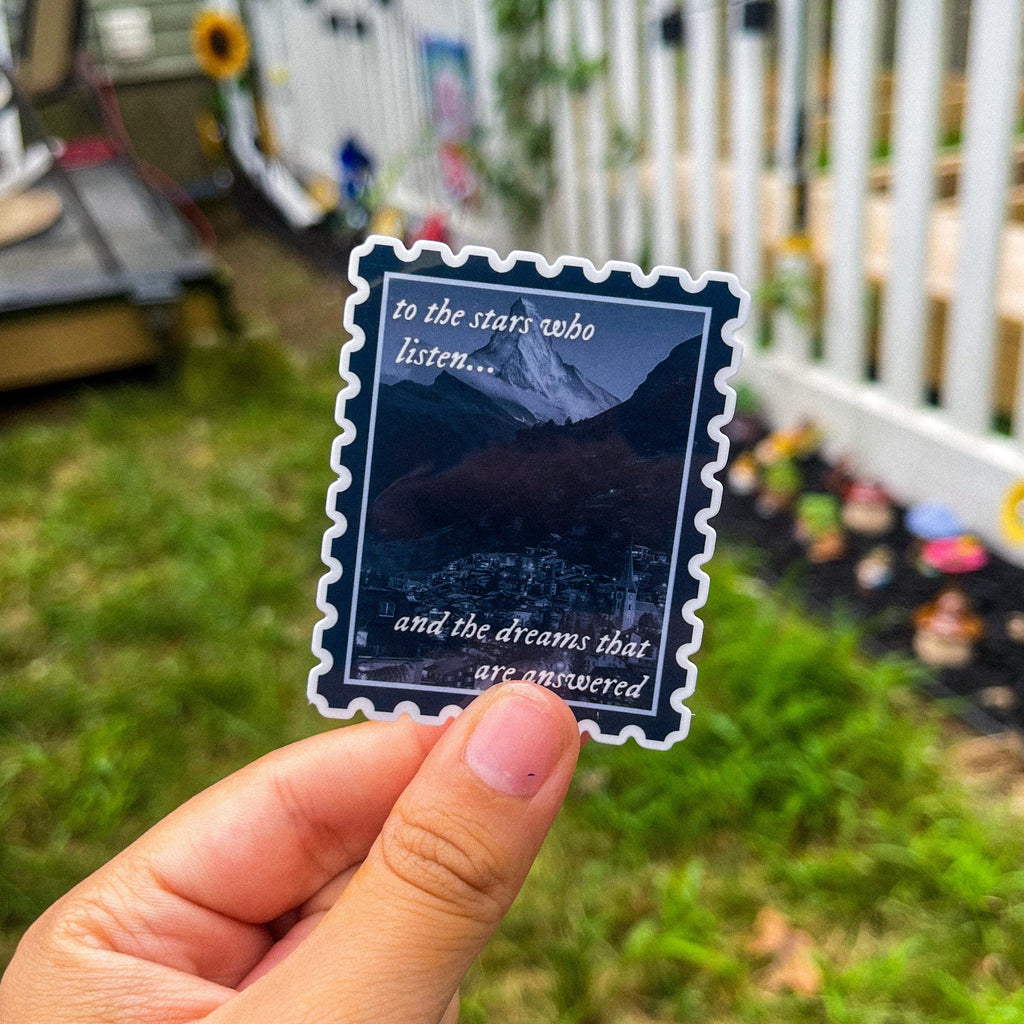 to the stars who
listen...
and the dreams that
are answered